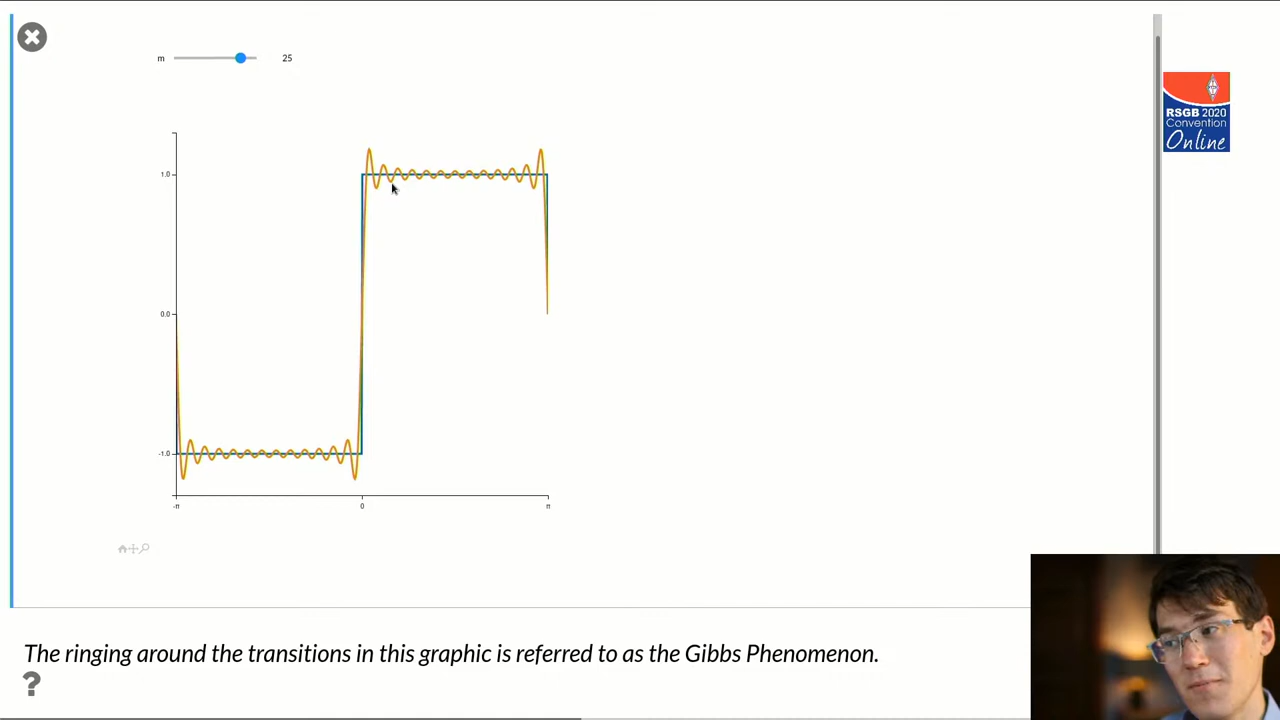 m 25
1.0
0.0
-1.0
-π 0 π
RSGB 2020
Convention
Online
The ringing around the transitions in this graphic is referred to as the Gibbs Phenomenon.
?